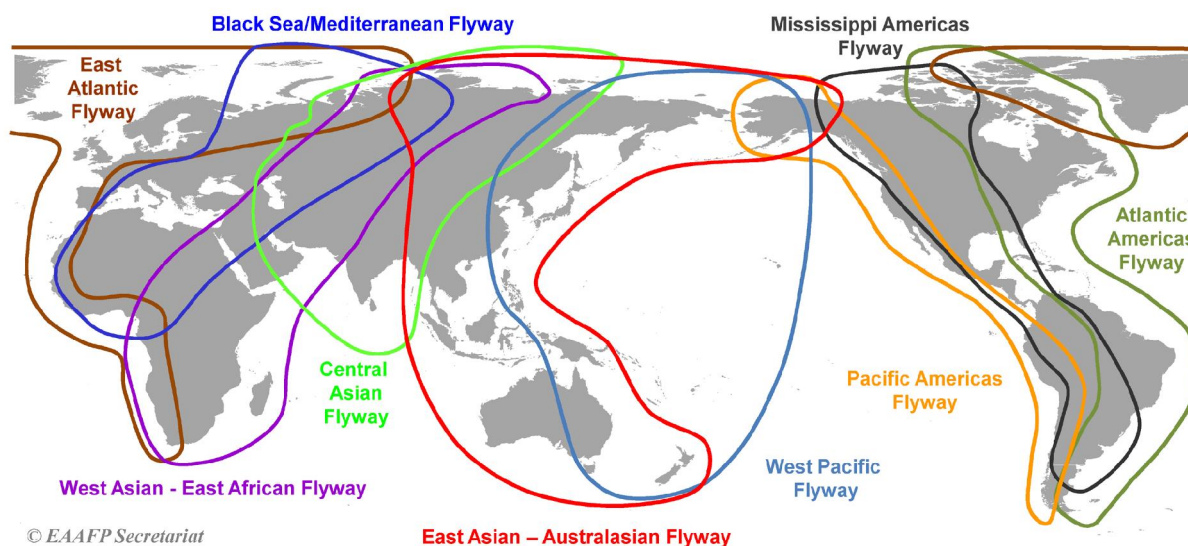 Black Sea/Mediterranean Flyway
Mississippi Americas
Flyway
East
Atlantic
Flyway
Atlantic
Americas
Flyway
Central
Asian
Flyway
Pacific Americas
Flyway
West Asian - East African Flyway
West Pacific
Flyway
© EAAFP Secretariat
East Asian – Australasian Flyway